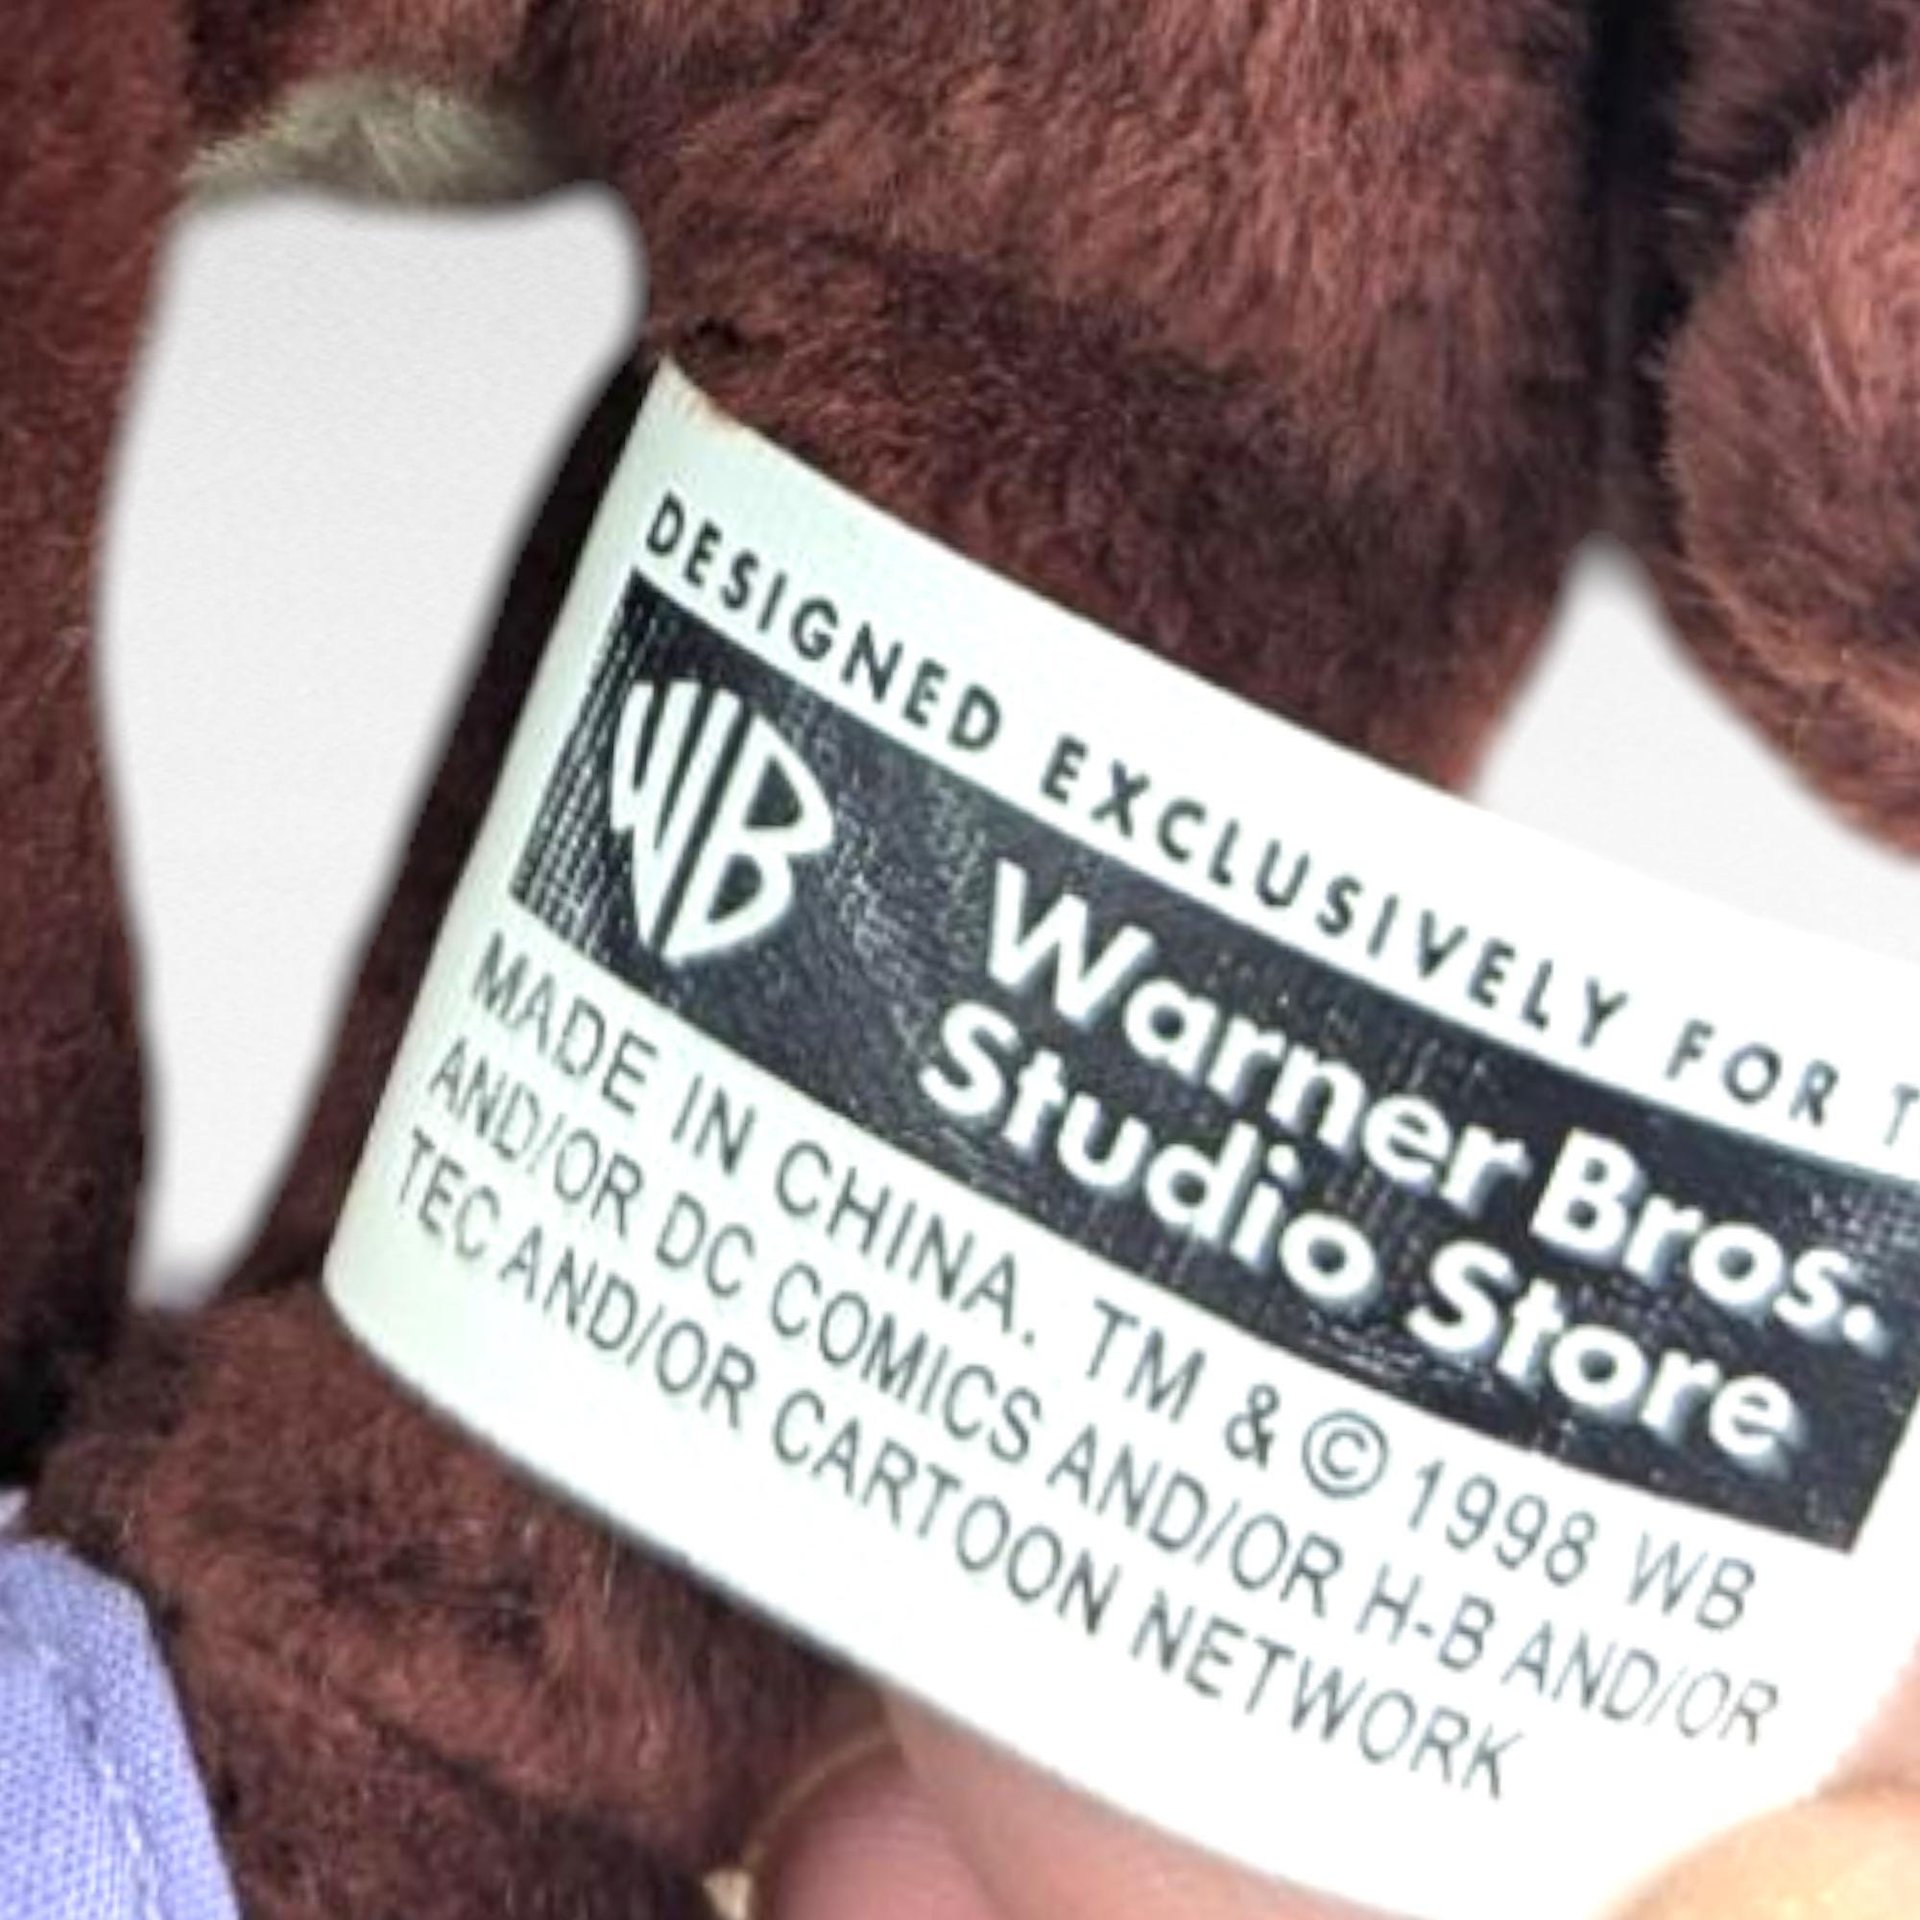 DESIGNED EXCLUSIVELY FOR T
WB
Warner Bros.
Studio Store
MADE IN CHINA. TM & © 1998 WB
AND/OR DC COMICS AND/OR H-B AND/OR
TEC AND/OR CARTOON NETWORK